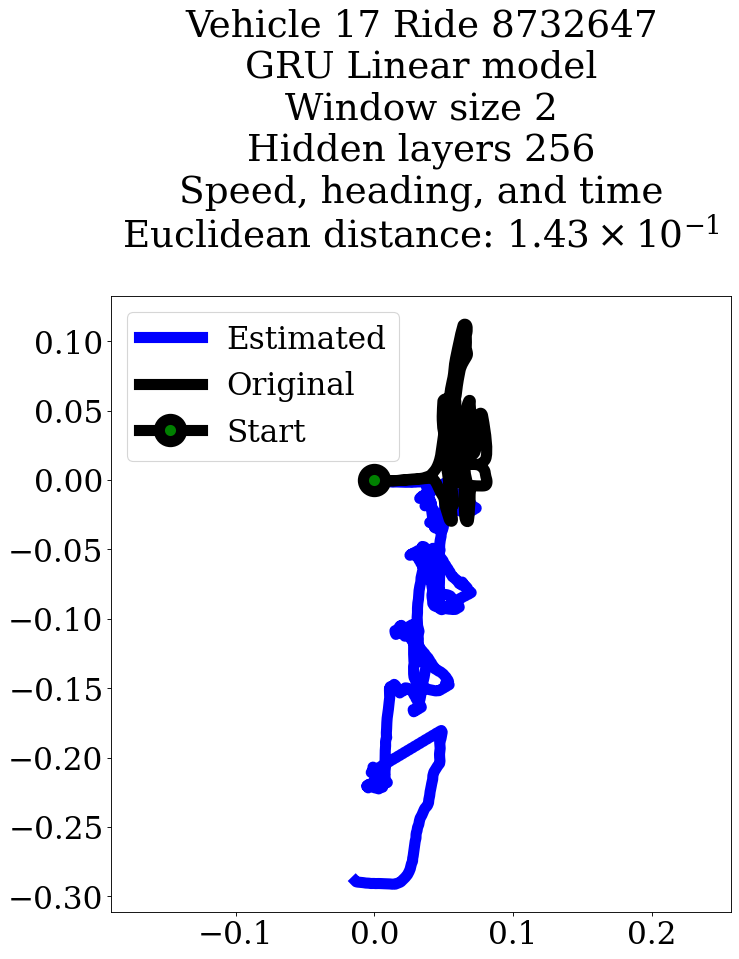 Vehicle 17 Ride 8732647
GRU Linear model
Window size 2
Hidden layers 256
Speed, heading, and time
Euclidean distance: 1.43 × 10⁻¹
Estimated
Original
Start
0.10
0.05
0.00
−0.05
−0.10
−0.15
−0.20
−0.25
−0.30
−0.1 0.0 0.1 0.2